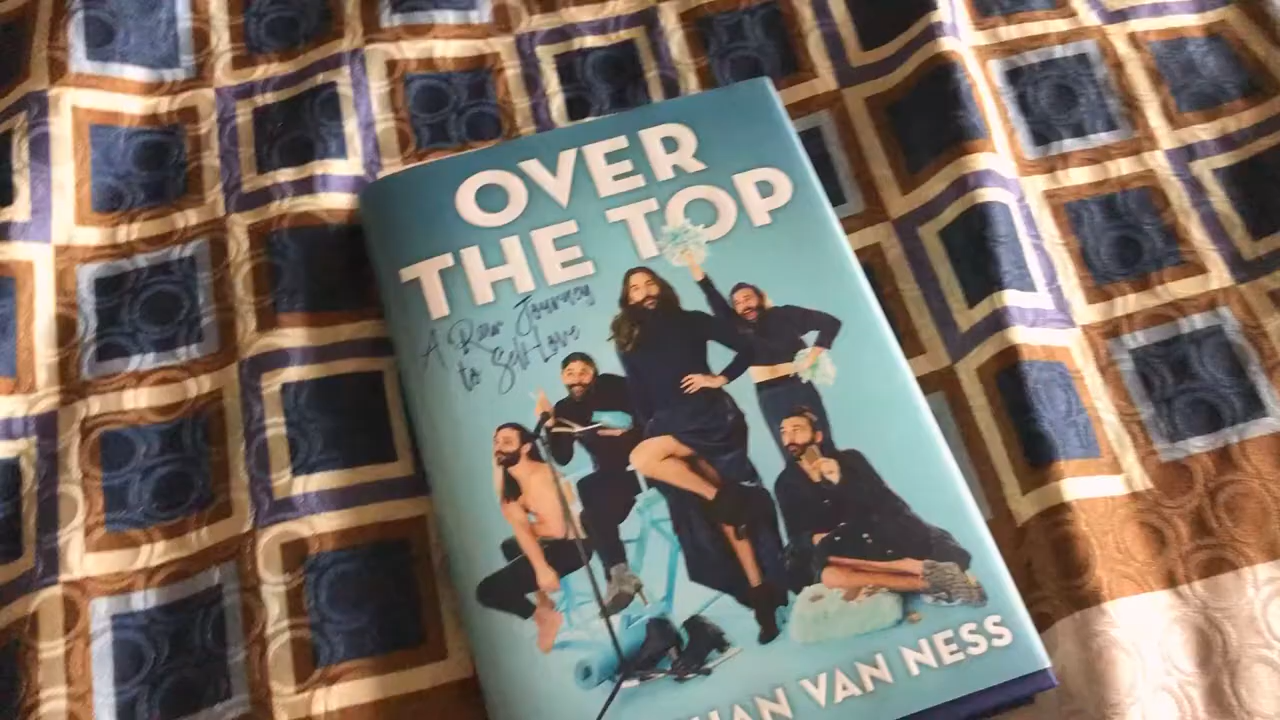 OVER
THE TOP
A Raw Journey
to Self Love
HAN VAN NESS